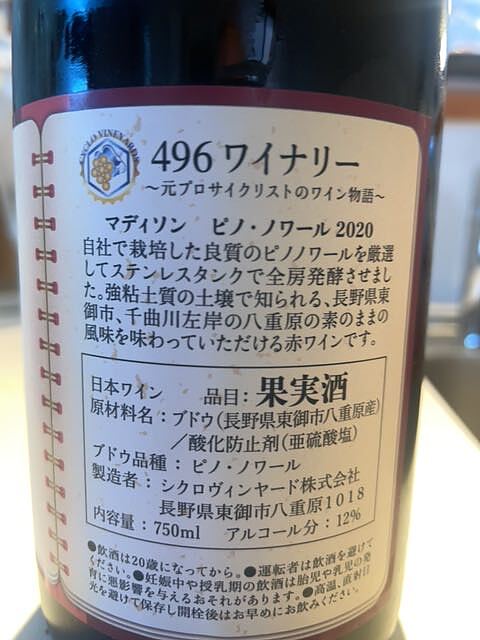 CYCLO VINEYARDS
496ワイナリー
～元プロサイクリストのワイン物語～
マディソン ピノ・ノワール 2020
自社で栽培した良質のピノノワールを厳選
してステンレスタンクで全房発酵させまし
た。強粘土質の土壌で知られる、長野県東
御市、千曲川左岸の八重原の素のままの
風味を味わっていただける赤ワインです。
日本ワイン 品目：果実酒
原材料名：ブドウ(長野県東御市八重原産)
／酸化防止剤(亜硫酸塩)
ブドウ品種：ピノ・ノワール
製造者：シクロヴィンヤード株式会社
長野県東御市八重原1018
内容量：750ml アルコール分：12%
●飲酒は20歳になってから。●運転者は飲酒を避けて
ください。●妊娠中や授乳期の飲酒は胎児や乳児の発
育に悪影響を与えるおそれがあります。●高温、直射日
光を避けて保存し開栓後はお早めにお飲みください。